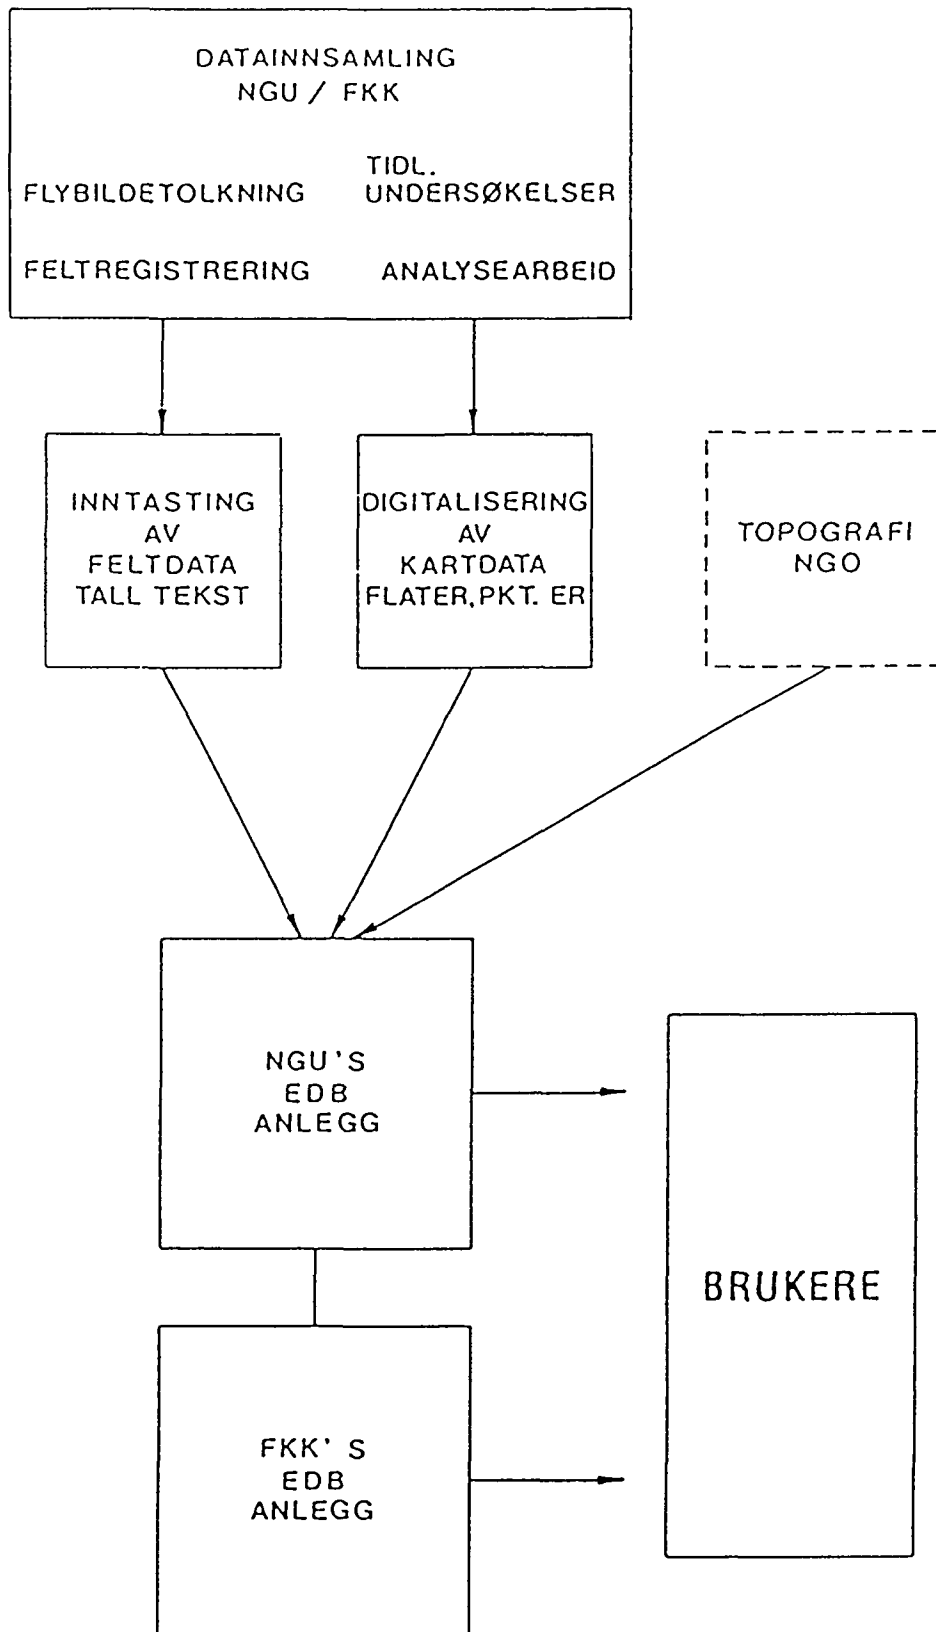 DATAINNSAMLING
NGU / FKK
FLYBILDETOLKNING
TIDL.
UNDERSØKELSER
FELTREGISTRERING
ANALYSEARBEID
INNTASTING
AV
FELTDATA
TALL TEKST
DIGITALISERING
AV
KARTDATA
FLATER, PKT. ER
TOPOGRAFI
NGO
NGU'S
EDB
ANLEGG
BRUKERE
FKK'S
EDB
ANLEGG